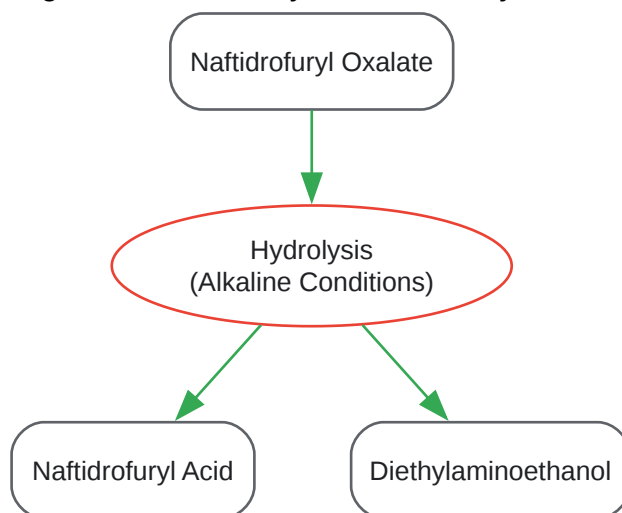 Naftidrofuryl Oxalate
Hydrolysis
(Alkaline Conditions)
Naftidrofuryl Acid
Diethylaminoethanol